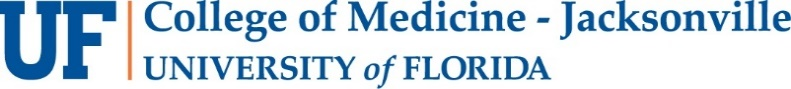 UF
College of Medicine - Jacksonville
UNIVERSITY of FLORIDA